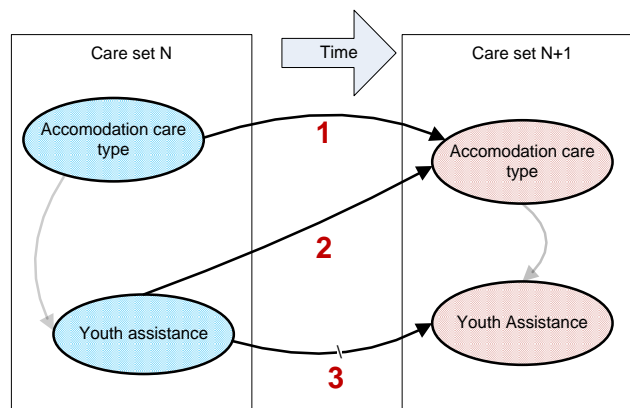 Care set N
Time
Care set N+1
Accomodation care
type
1
Accomodation care
type
2
Youth assistance
Youth Assistance
3